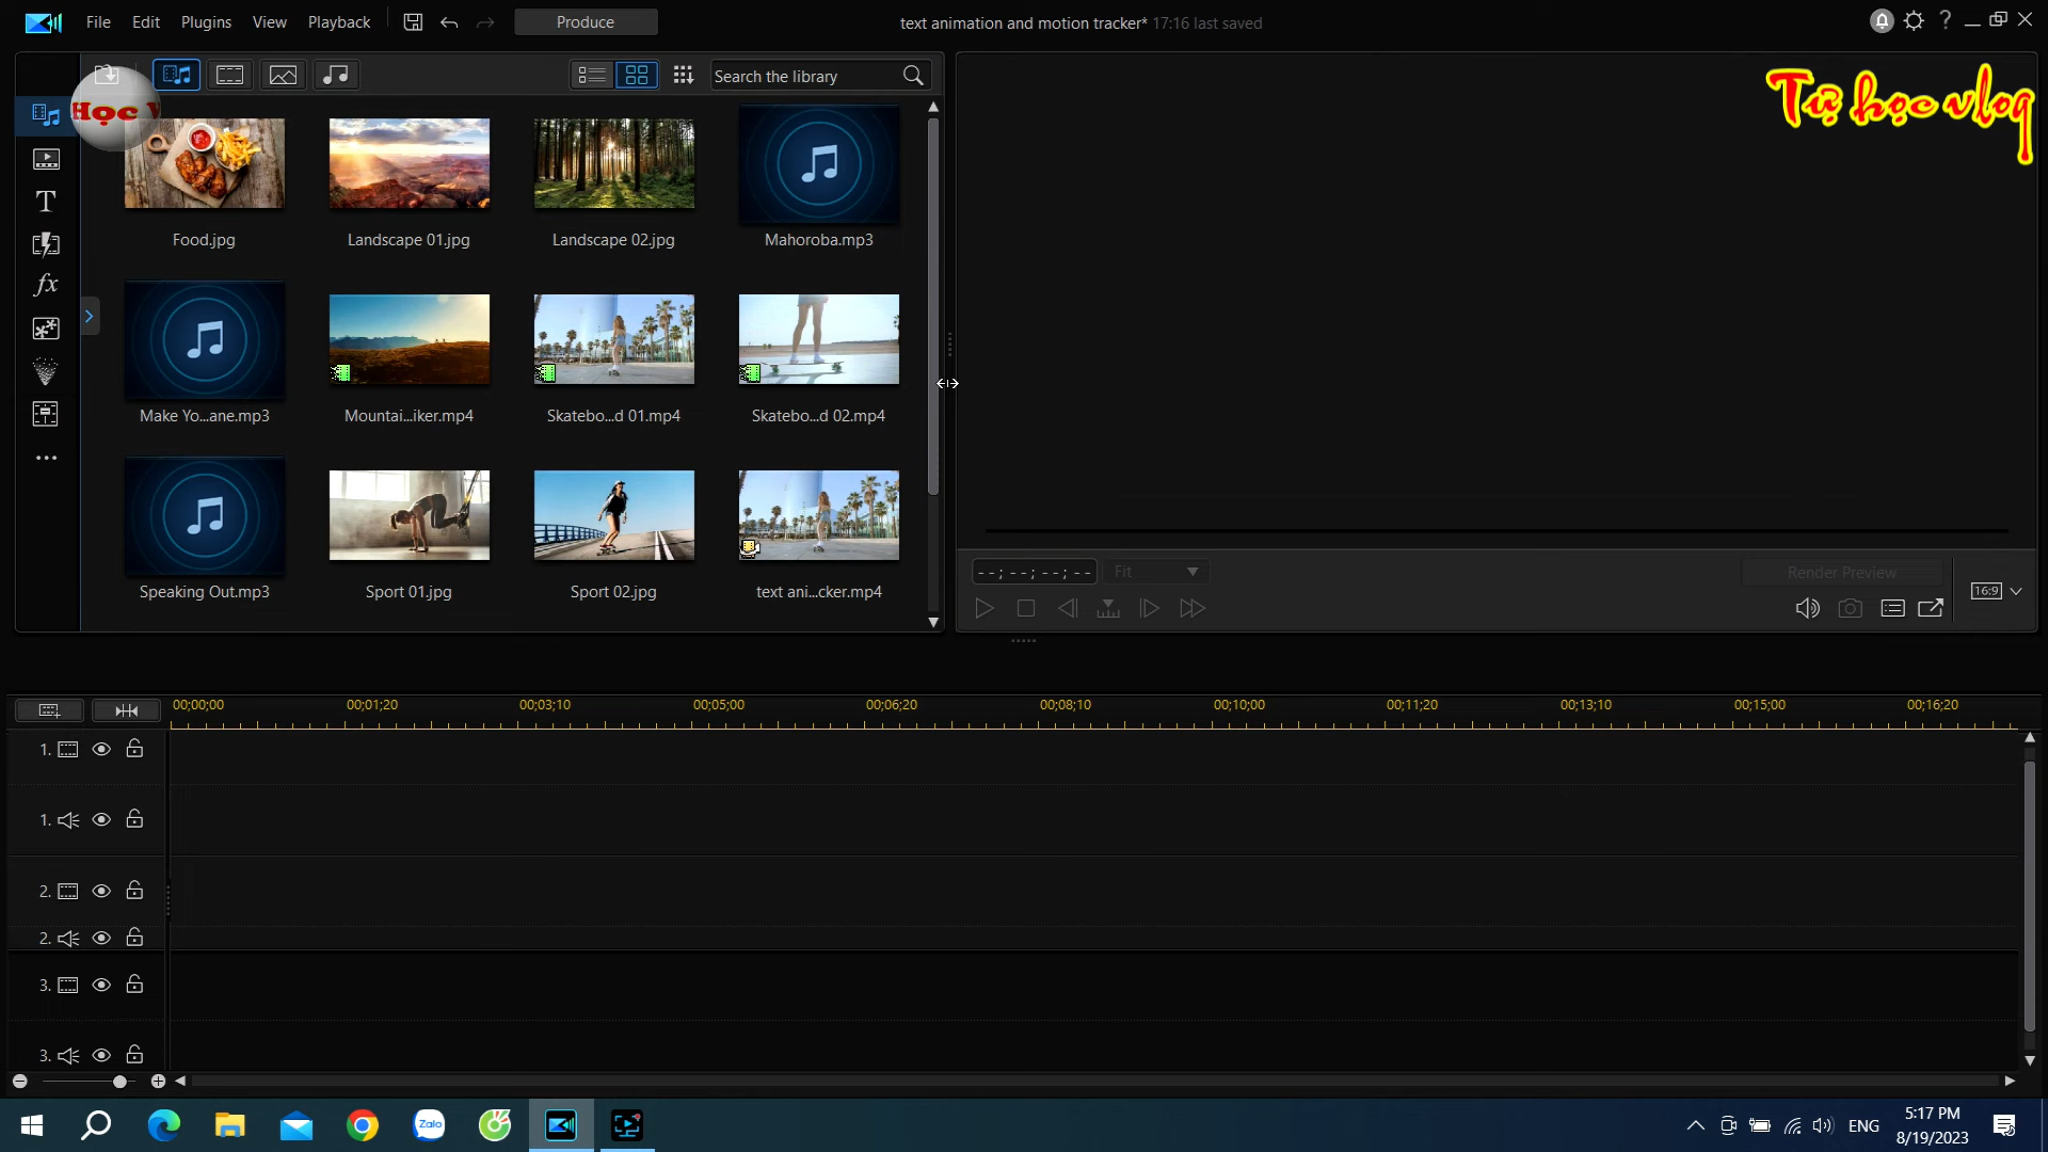 File Edit Plugins View Playback Produce text animation and motion tracker* 17:16 last saved
Search the library
Tự học vlog
Học V
Food.jpg Landscape 01.jpg Landscape 02.jpg Mahoroba.mp3
Make Yo...ane.mp3 Mountai...iker.mp4 Skatebo...d 01.mp4 Skatebo...d 02.mp4
Speaking Out.mp3 Sport 01.jpg Sport 02.jpg text ani...cker.mp4
--;--;--;-- Fit Render Preview
16:9
00;00;00 00;01;20 00;03;10 00;05;00 00;06;20 00;08;10 00;10;00 00;11;20 00;13;10 00;15;00 00;16;20
1.
1.
2.
2.
3.
3.
Zalo
ENG
5:17 PM
8/19/2023